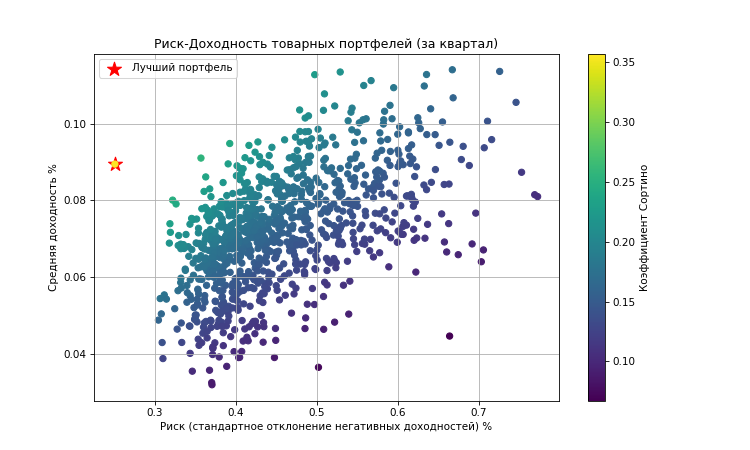 Риск-Доходность товарных портфелей (за квартал)
Лучший портфель
Средняя доходность %
0.10
0.08
0.06
0.04
0.3 0.4 0.5 0.6 0.7
Риск (стандартное отклонение негативных доходностей) %
0.35
0.30
0.25
0.20
0.15
0.10
Коэффициент Сортино